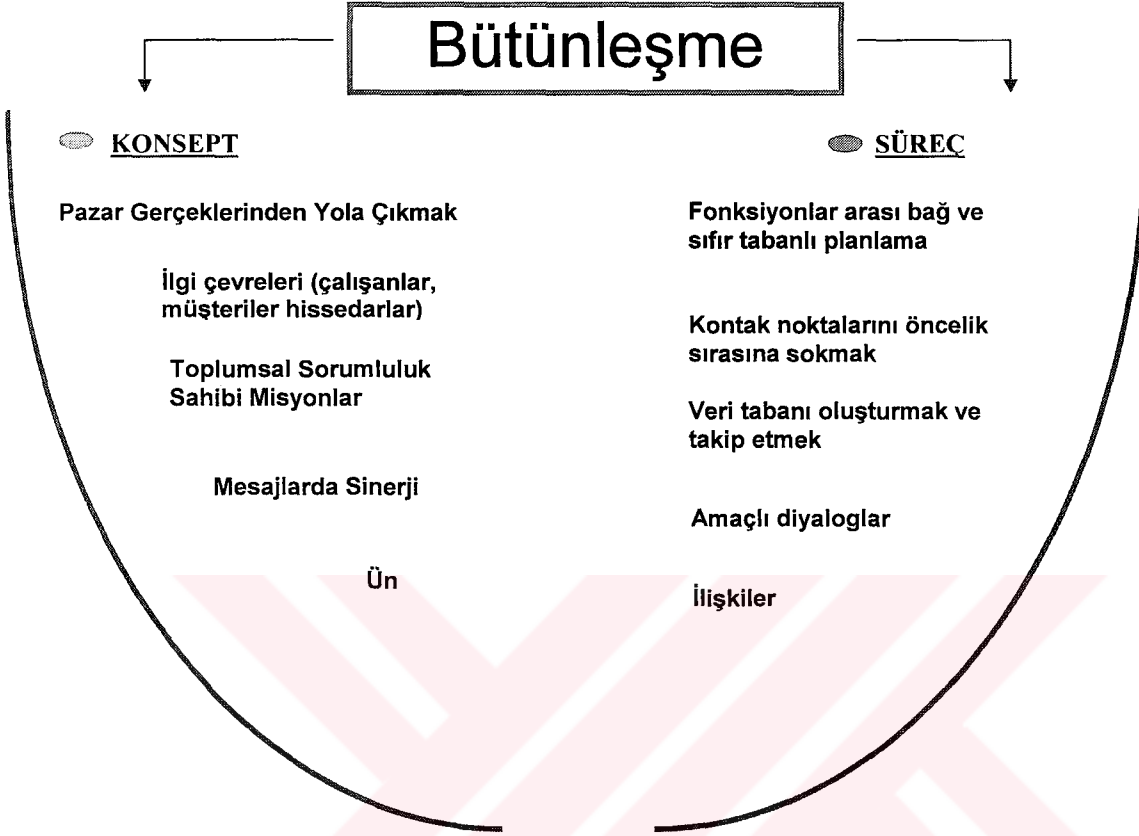 Bütünleşme
KONSEPT
Pazar Gerçeklerinden Yola Çıkmak
İlgi çevreleri (çalışanlar,
müşteriler hissedarlar)
Toplumsal Sorumluluk
Sahibi Misyonlar
Mesajlarda Sinerji
Ün
SÜREÇ
Fonksiyonlar arası bağ ve
sıfır tabanlı planlama
Kontak noktalarını öncelik
sırasına sokmak
Veri tabanı oluşturmak ve
takip etmek
Amaçlı diyaloglar
İlişkiler